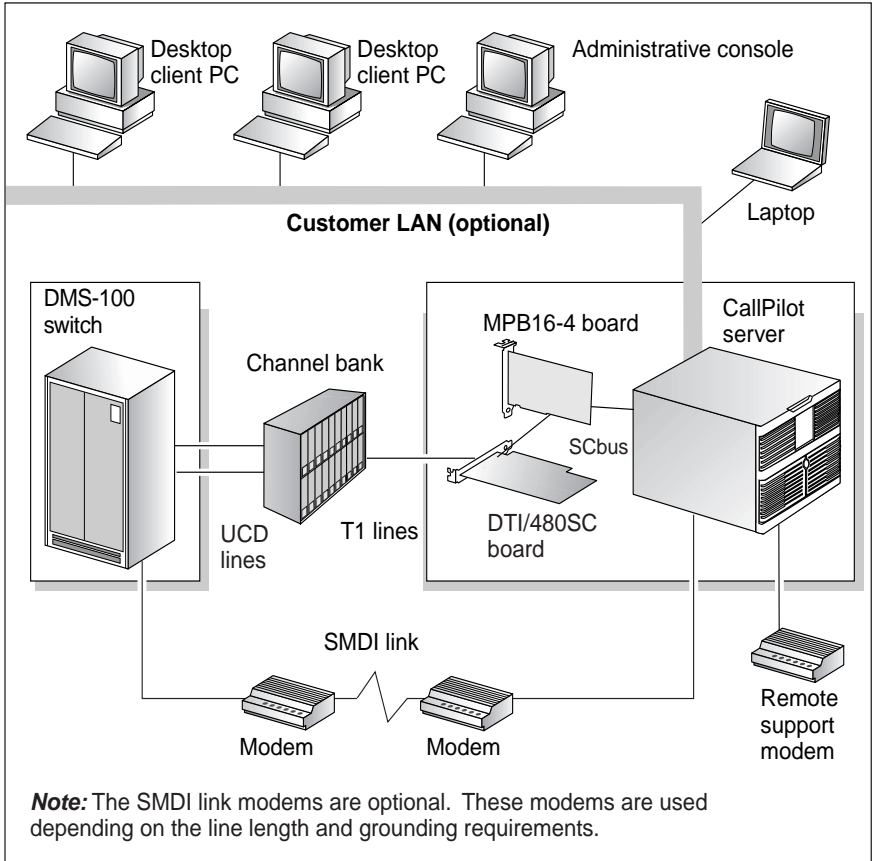 Desktop
client PC
Desktop
client PC
Administrative console
Laptop
Customer LAN (optional)
DMS-100
switch
Channel bank
MPB16-4 board
CallPilot
server
SCbus
UCD
lines
T1 lines
DTI/480SC
board
SMDI link
Modem
Modem
Remote
support
modem
Note: The SMDI link modems are optional. These modems are used
depending on the line length and grounding requirements.